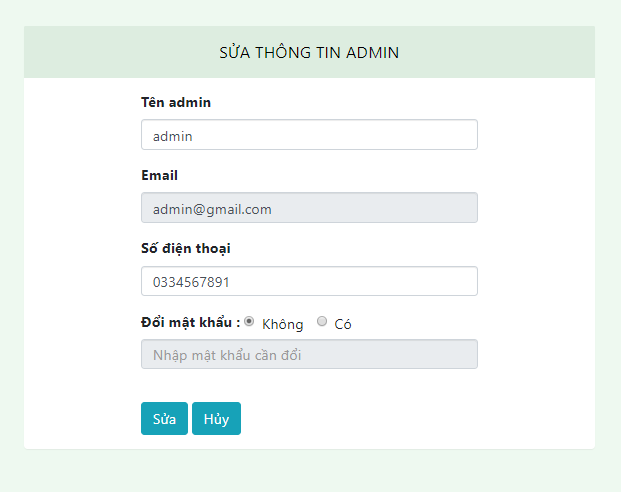 SỬA THÔNG TIN ADMIN
Tên admin
admin
Email
admin@gmail.com
Số điện thoại
0334567891
Đổi mật khẩu : Không Có
Nhập mật khẩu cần đổi
Sửa Hủy